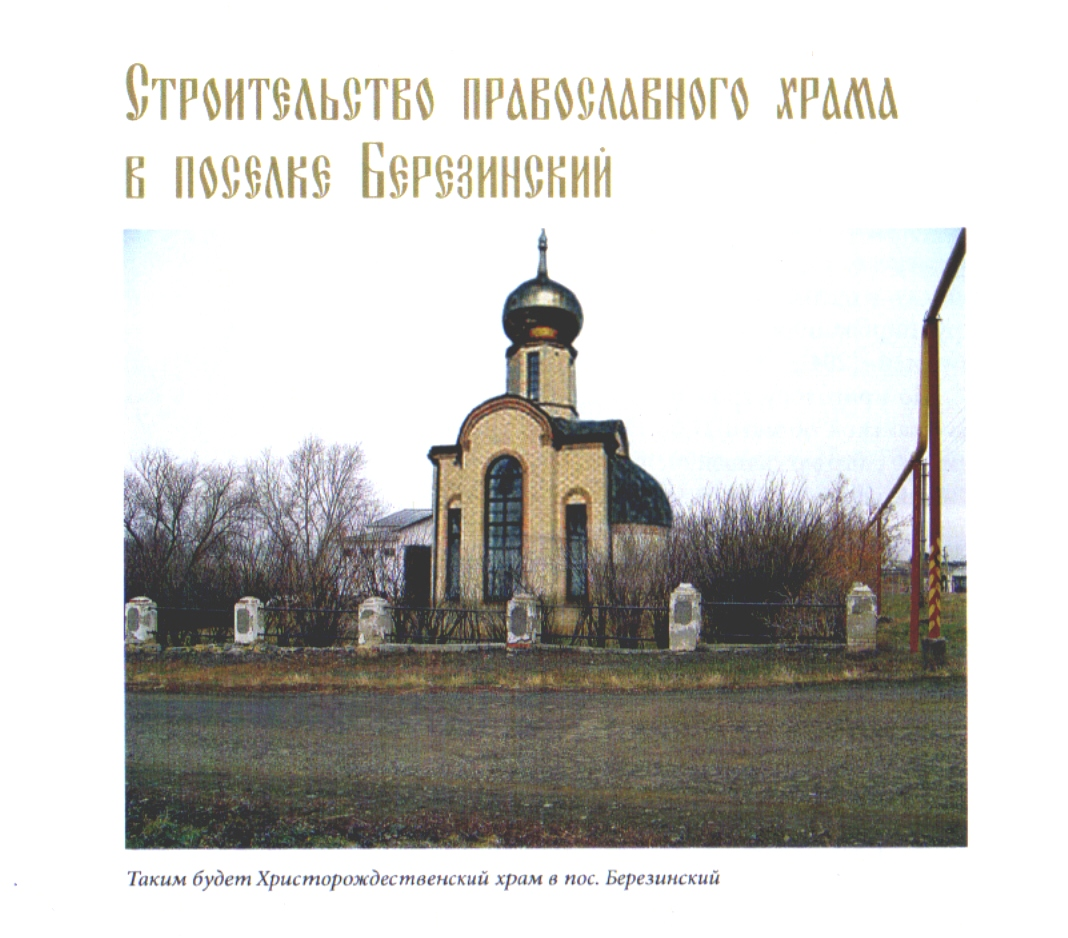 Строительство православного храма
в поселке Березинский
Таким будет Христорождественский храм в пос. Березинский